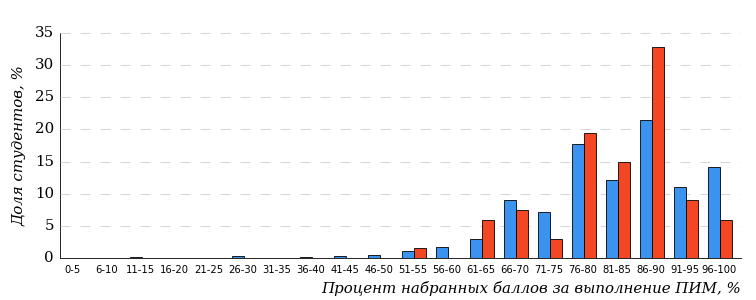 35
30
25
20
15
10
5
0
Доля студентов, %
0-5 6-10 11-15 16-20 21-25 26-30 31-35 36-40 41-45 46-50 51-55 56-60 61-65 66-70 71-75 76-80 81-85 86-90 91-95 96-100
Процент набранных баллов за выполнение ПИМ, %